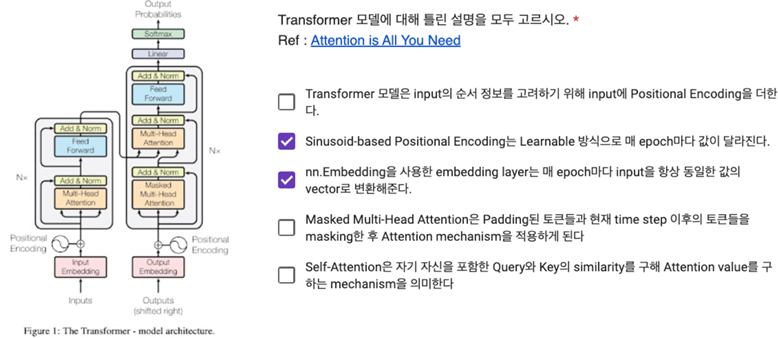 Output
Probabilities
Softmax
Linear
Add & Norm
Feed
Forward
Add & Norm
Multi-Head
Attention
Add & Norm
Masked
Multi-Head
Attention
Nx
Add & Norm
Feed
Forward
Add & Norm
Multi-Head
Attention
N×
Positional
Encoding
Positional
Encoding
Input
Embedding
Output
Embedding
Inputs
Outputs
(shifted right)
Figure 1: The Transformer - model architecture.
Transformer 모델에 대해 틀린 설명을 모두 고르시오. *
Ref : Attention is All You Need
Transformer 모델은 input의 순서 정보를 고려하기 위해 input에 Positional Encoding을 더한
다.
Sinusoid-based Positional Encoding는 Learnable 방식으로 매 epoch마다 값이 달라진다.
nn.Embedding을 사용한 embedding layer는 매 epoch마다 input을 항상 동일한 값의
vector로 변환해준다.
Masked Multi-Head Attention은 Padding된 토큰들과 현재 time step 이후의 토큰들을
masking한 후 Attention mechanism을 적용하게 된다
Self-Attention은 자기 자신을 포함한 Query와 Key의 similarity를 구해 Attention value를 구
하는 mechanism을 의미한다